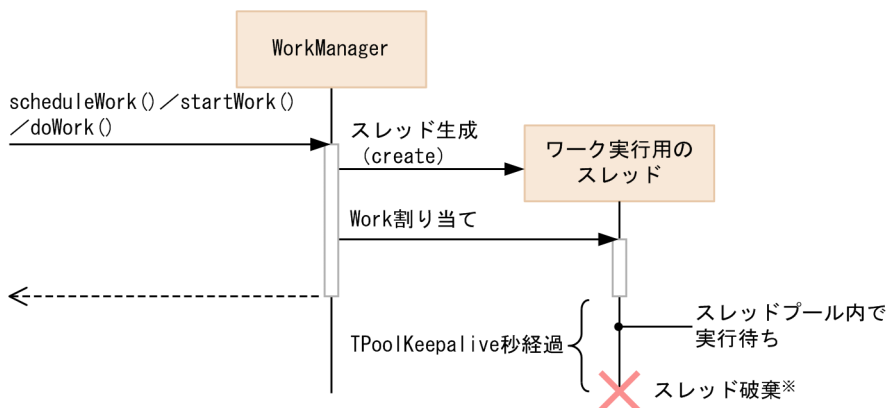 WorkManager
scheduleWork()／startWork()
／doWork()
スレッド生成
（create）
ワーク実行用の
スレッド
Work割り当て
スレッドプール内で
実行待ち
TPoolKeepalive秒経過
スレッド破棄※